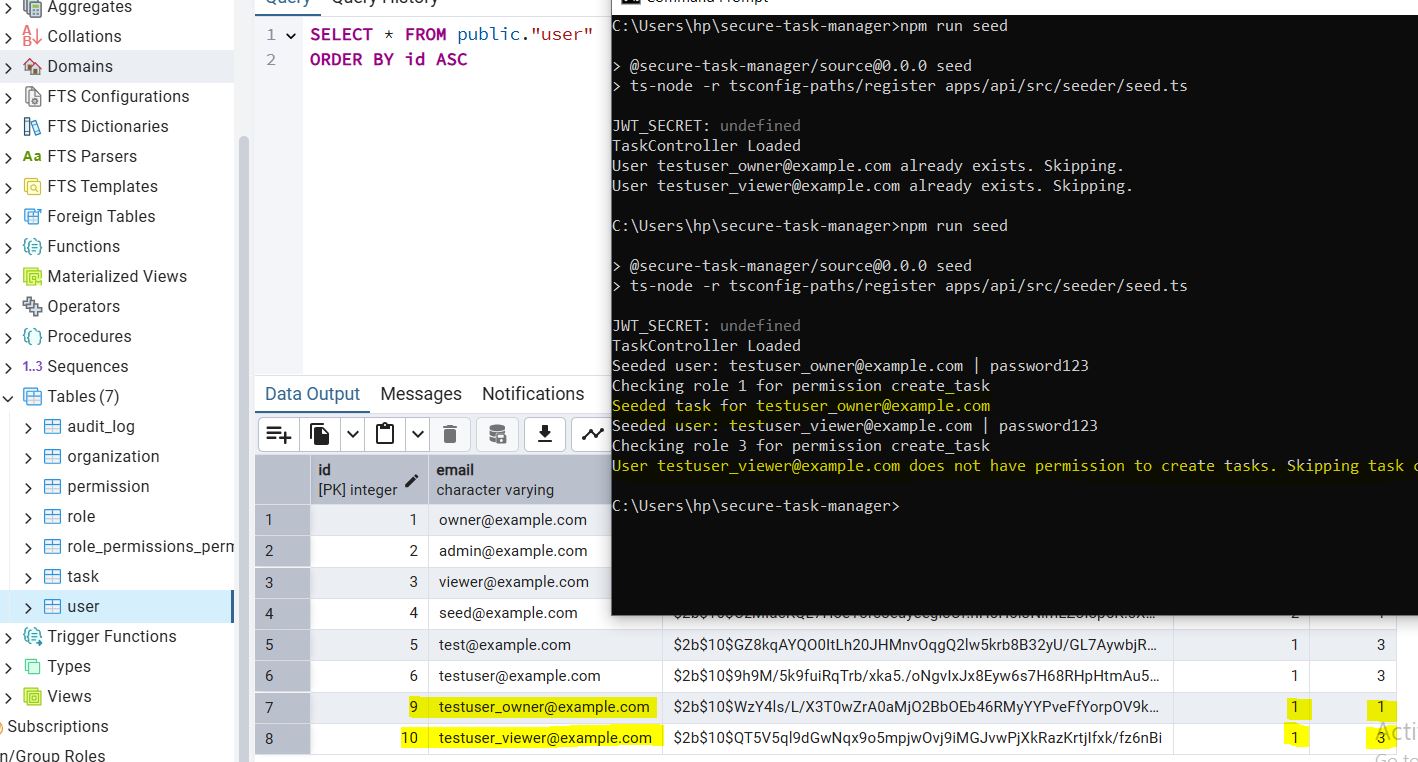 Aggregates
Collations
Domains
FTS Configurations
FTS Dictionaries
Aa FTS Parsers
FTS Templates
Foreign Tables
Functions
Materialized Views
Operators
Procedures
1..3 Sequences
Tables (7)
audit_log
organization
permission
role
role_permissions_perm
task
user
Trigger Functions
Types
Views
Subscriptions
n/Group Roles
Query Query History
1 SELECT * FROM public."user"
2 ORDER BY id ASC
Data Output Messages Notifications
id
[PK] integer
email
character varying
1 1 owner@example.com
2 2 admin@example.com
3 3 viewer@example.com
4 4 seed@example.com
5 5 test@example.com $2b$10$GZ8kqAYQO0ItLh20JHMnvOqgQ2lw5krb8B32yU/GL7AywbjR... 1 3
6 6 testuser@example.com $2b$10$9h9M/5k9fuiRqTrb/xka5./oNgvIxJx8Eyw6s7H68RHpHtmAu5... 1 3
7 9 testuser_owner@example.com $2b$10$WzY4ls/L/X3T0wZrA0aMjO2BbOEb46RMyYYPveFfYorpOV9k... 1 1
8 10 testuser_viewer@example.com $2b$10$QT5V5ql9dGwNqx9o5mpjwOvj9iMGJvwPjXkRazKrtjIfxk/fz6nBi 1 3
Command Prompt
C:\Users\hp\secure-task-manager>npm run seed
> @secure-task-manager/source@0.0.0 seed
> ts-node -r tsconfig-paths/register apps/api/src/seeder/seed.ts
JWT_SECRET: undefined
TaskController Loaded
User testuser_owner@example.com already exists. Skipping.
User testuser_viewer@example.com already exists. Skipping.
C:\Users\hp\secure-task-manager>npm run seed
> @secure-task-manager/source@0.0.0 seed
> ts-node -r tsconfig-paths/register apps/api/src/seeder/seed.ts
JWT_SECRET: undefined
TaskController Loaded
Seeded user: testuser_owner@example.com | password123
Checking role 1 for permission create_task
Seeded task for testuser_owner@example.com
Seeded user: testuser_viewer@example.com | password123
Checking role 3 for permission create_task
User testuser_viewer@example.com does not have permission to create tasks. Skipping task c
C:\Users\hp\secure-task-manager>
Acti
Go to